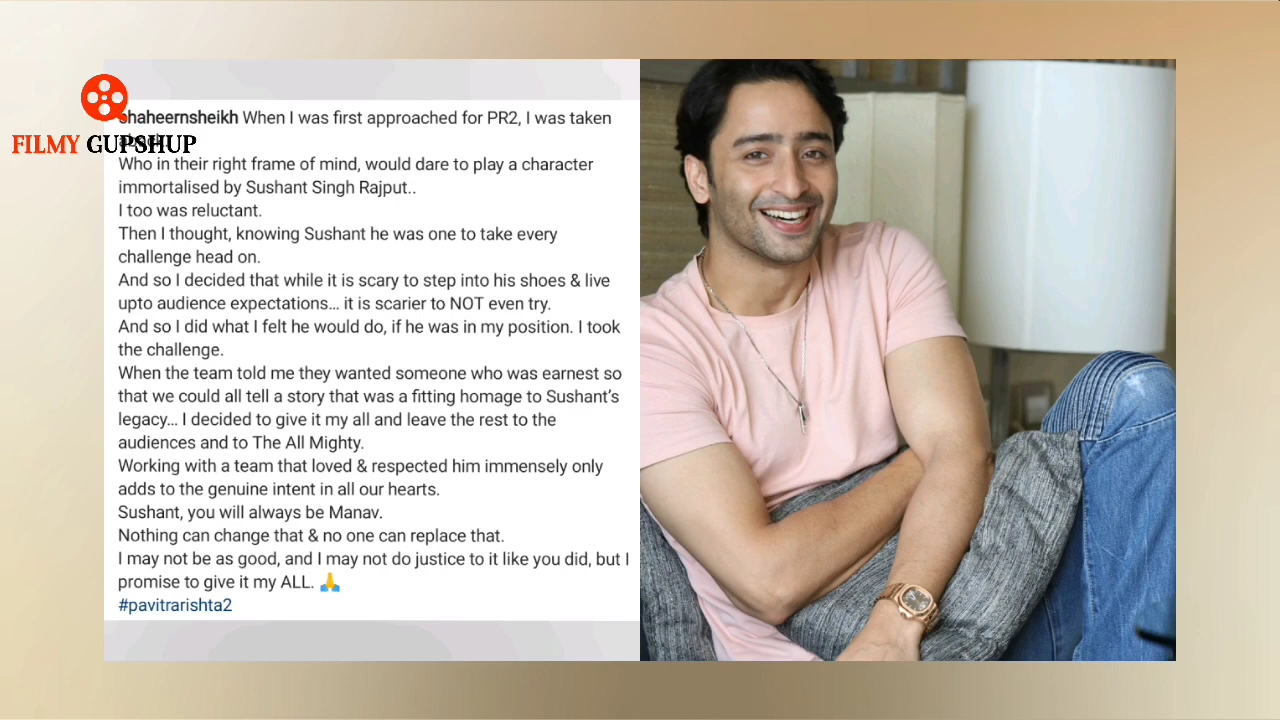 FILMY GUPSHUP
shaheernsheikh When I was first approached for PR2, I was taken
Who in their right frame of mind, would dare to play a character
immortalised by Sushant Singh Rajput..
I too was reluctant.
Then I thought, knowing Sushant he was one to take every
challenge head on.
And so I decided that while it is scary to step into his shoes & live
upto audience expectations... it is scarier to NOT even try.
And so I did what I felt he would do, if he was in my position. I took
the challenge.
When the team told me they wanted someone who was earnest so
that we could all tell a story that was a fitting homage to Sushant's
legacy... I decided to give it my all and leave the rest to the
audiences and to The All Mighty.
Working with a team that loved & respected him immensely only
adds to the genuine intent in all our hearts.
Sushant, you will always be Manav.
Nothing can change that & no one can replace that.
I may not be as good, and I may not do justice to it like you did, but I
promise to give it my ALL. 🙏
#pavitrarishta2